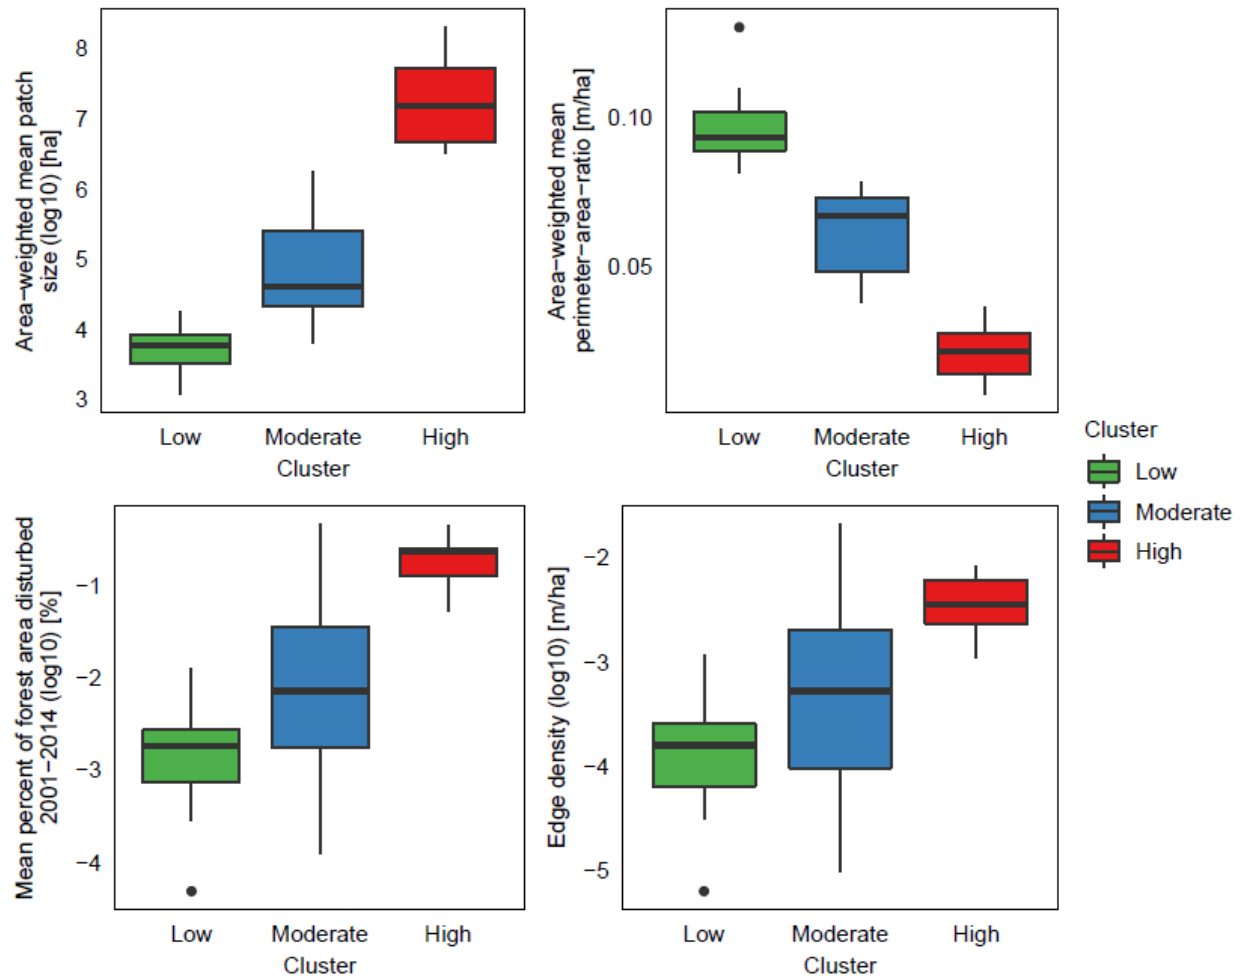 Area−weighted mean patch
size (log10) [ha]
8
7
6
5
4
3
Low Moderate High
Cluster
Area−weighted mean
perimeter−area−ratio [m/ha]
0.10
0.05
Low Moderate High
Cluster
Cluster
Low
Moderate
High
Mean percent of forest area disturbed
2001−2014 (log10) [%]
−1
−2
−3
−4
Low Moderate High
Cluster
Edge density (log10) [m/ha]
−2
−3
−4
−5
Low Moderate High
Cluster